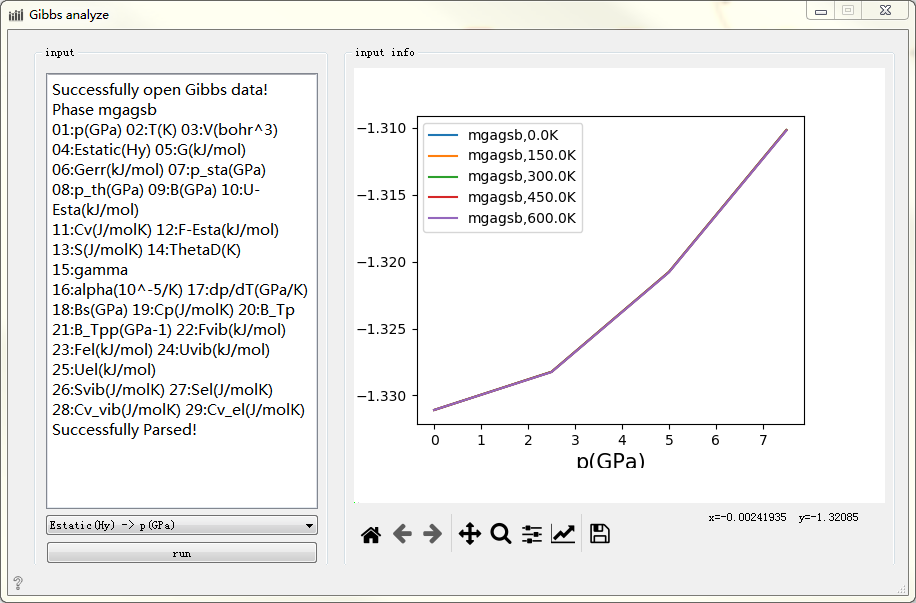 Gibbs analyze
input
Successfully open Gibbs data!
Phase mgagsb
01:p(GPa) 02:T(K) 03:V(bohr^3)
04:Estatic(Hy) 05:G(kJ/mol)
06:Gerr(kJ/mol) 07:p_sta(GPa)
08:p_th(GPa) 09:B(GPa) 10:U-
Esta(kJ/mol)
11:Cv(J/molK) 12:F-Esta(kJ/mol)
13:S(J/molK) 14:ThetaD(K)
15:gamma
16:alpha(10^-5/K) 17:dp/dT(GPa/K)
18:Bs(GPa) 19:Cp(J/molK) 20:B_Tp
21:B_Tpp(GPa-1) 22:Fvib(kJ/mol)
23:Fel(kJ/mol) 24:Uvib(kJ/mol)
25:Uel(kJ/mol)
26:Svib(J/molK) 27:Sel(J/molK)
28:Cv_vib(J/molK) 29:Cv_el(J/molK)
Successfully Parsed!
Estatic(Hy) -> p(GPa)
run
?
input info
−1.310
−1.315
−1.320
−1.325
−1.330
mgagsb,0.0K
mgagsb,150.0K
mgagsb,300.0K
mgagsb,450.0K
mgagsb,600.0K
0 1 2 3 4 5 6 7
p(GPa)
x=-0.00241935 y=-1.32085